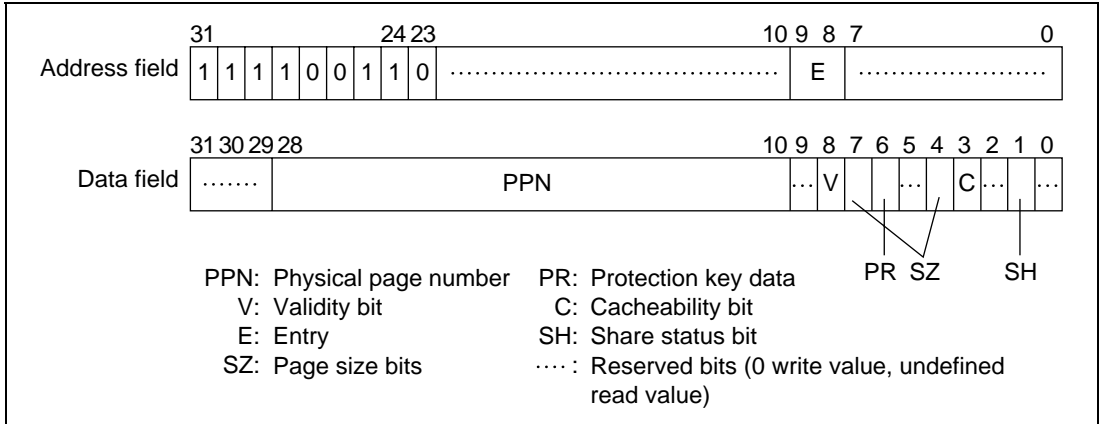 31 24 23 10 9 8 7 0
Address field 1 1 1 1 0 0 1 1 0 ........ E ........
31 30 29 28 10 9 8 7 6 5 4 3 2 1 0
Data field ....... PPN ... V ... C ... ...
PR SZ SH
PPN: Physical page number PR: Protection key data
V: Validity bit C: Cacheability bit
E: Entry SH: Share status bit
SZ: Page size bits ····: Reserved bits (0 write value, undefined
read value)